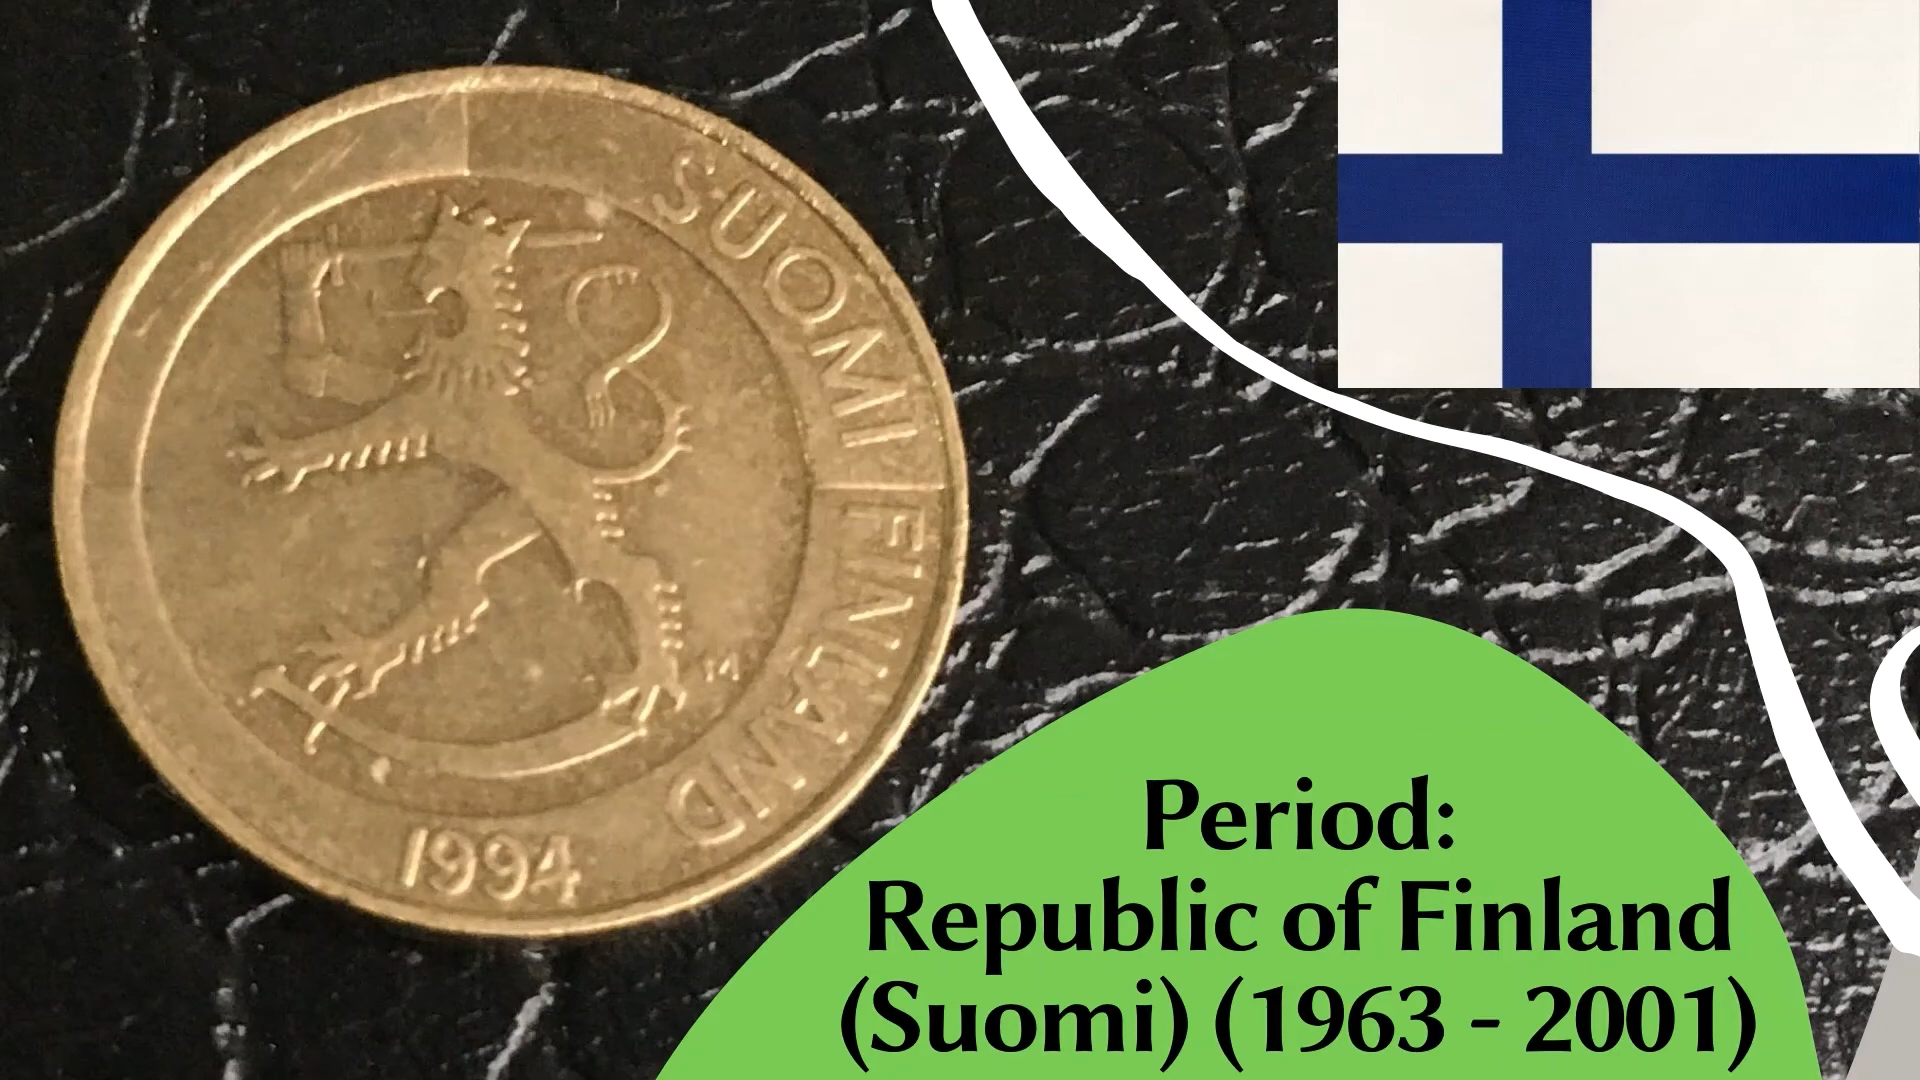 SUOMI FINLAND
1994
M
Period:
Republic of Finland
(Suomi) (1963 - 2001)